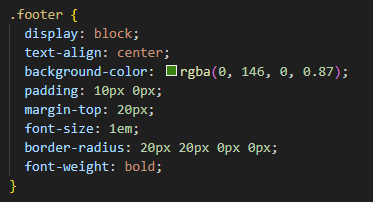 .footer {
  display: block;
  text-align: center;
  background-color: rgba(0, 146, 0, 0.87);
  padding: 10px 0px;
  margin-top: 20px;
  font-size: 1em;
  border-radius: 20px 20px 0px 0px;
  font-weight: bold;
}